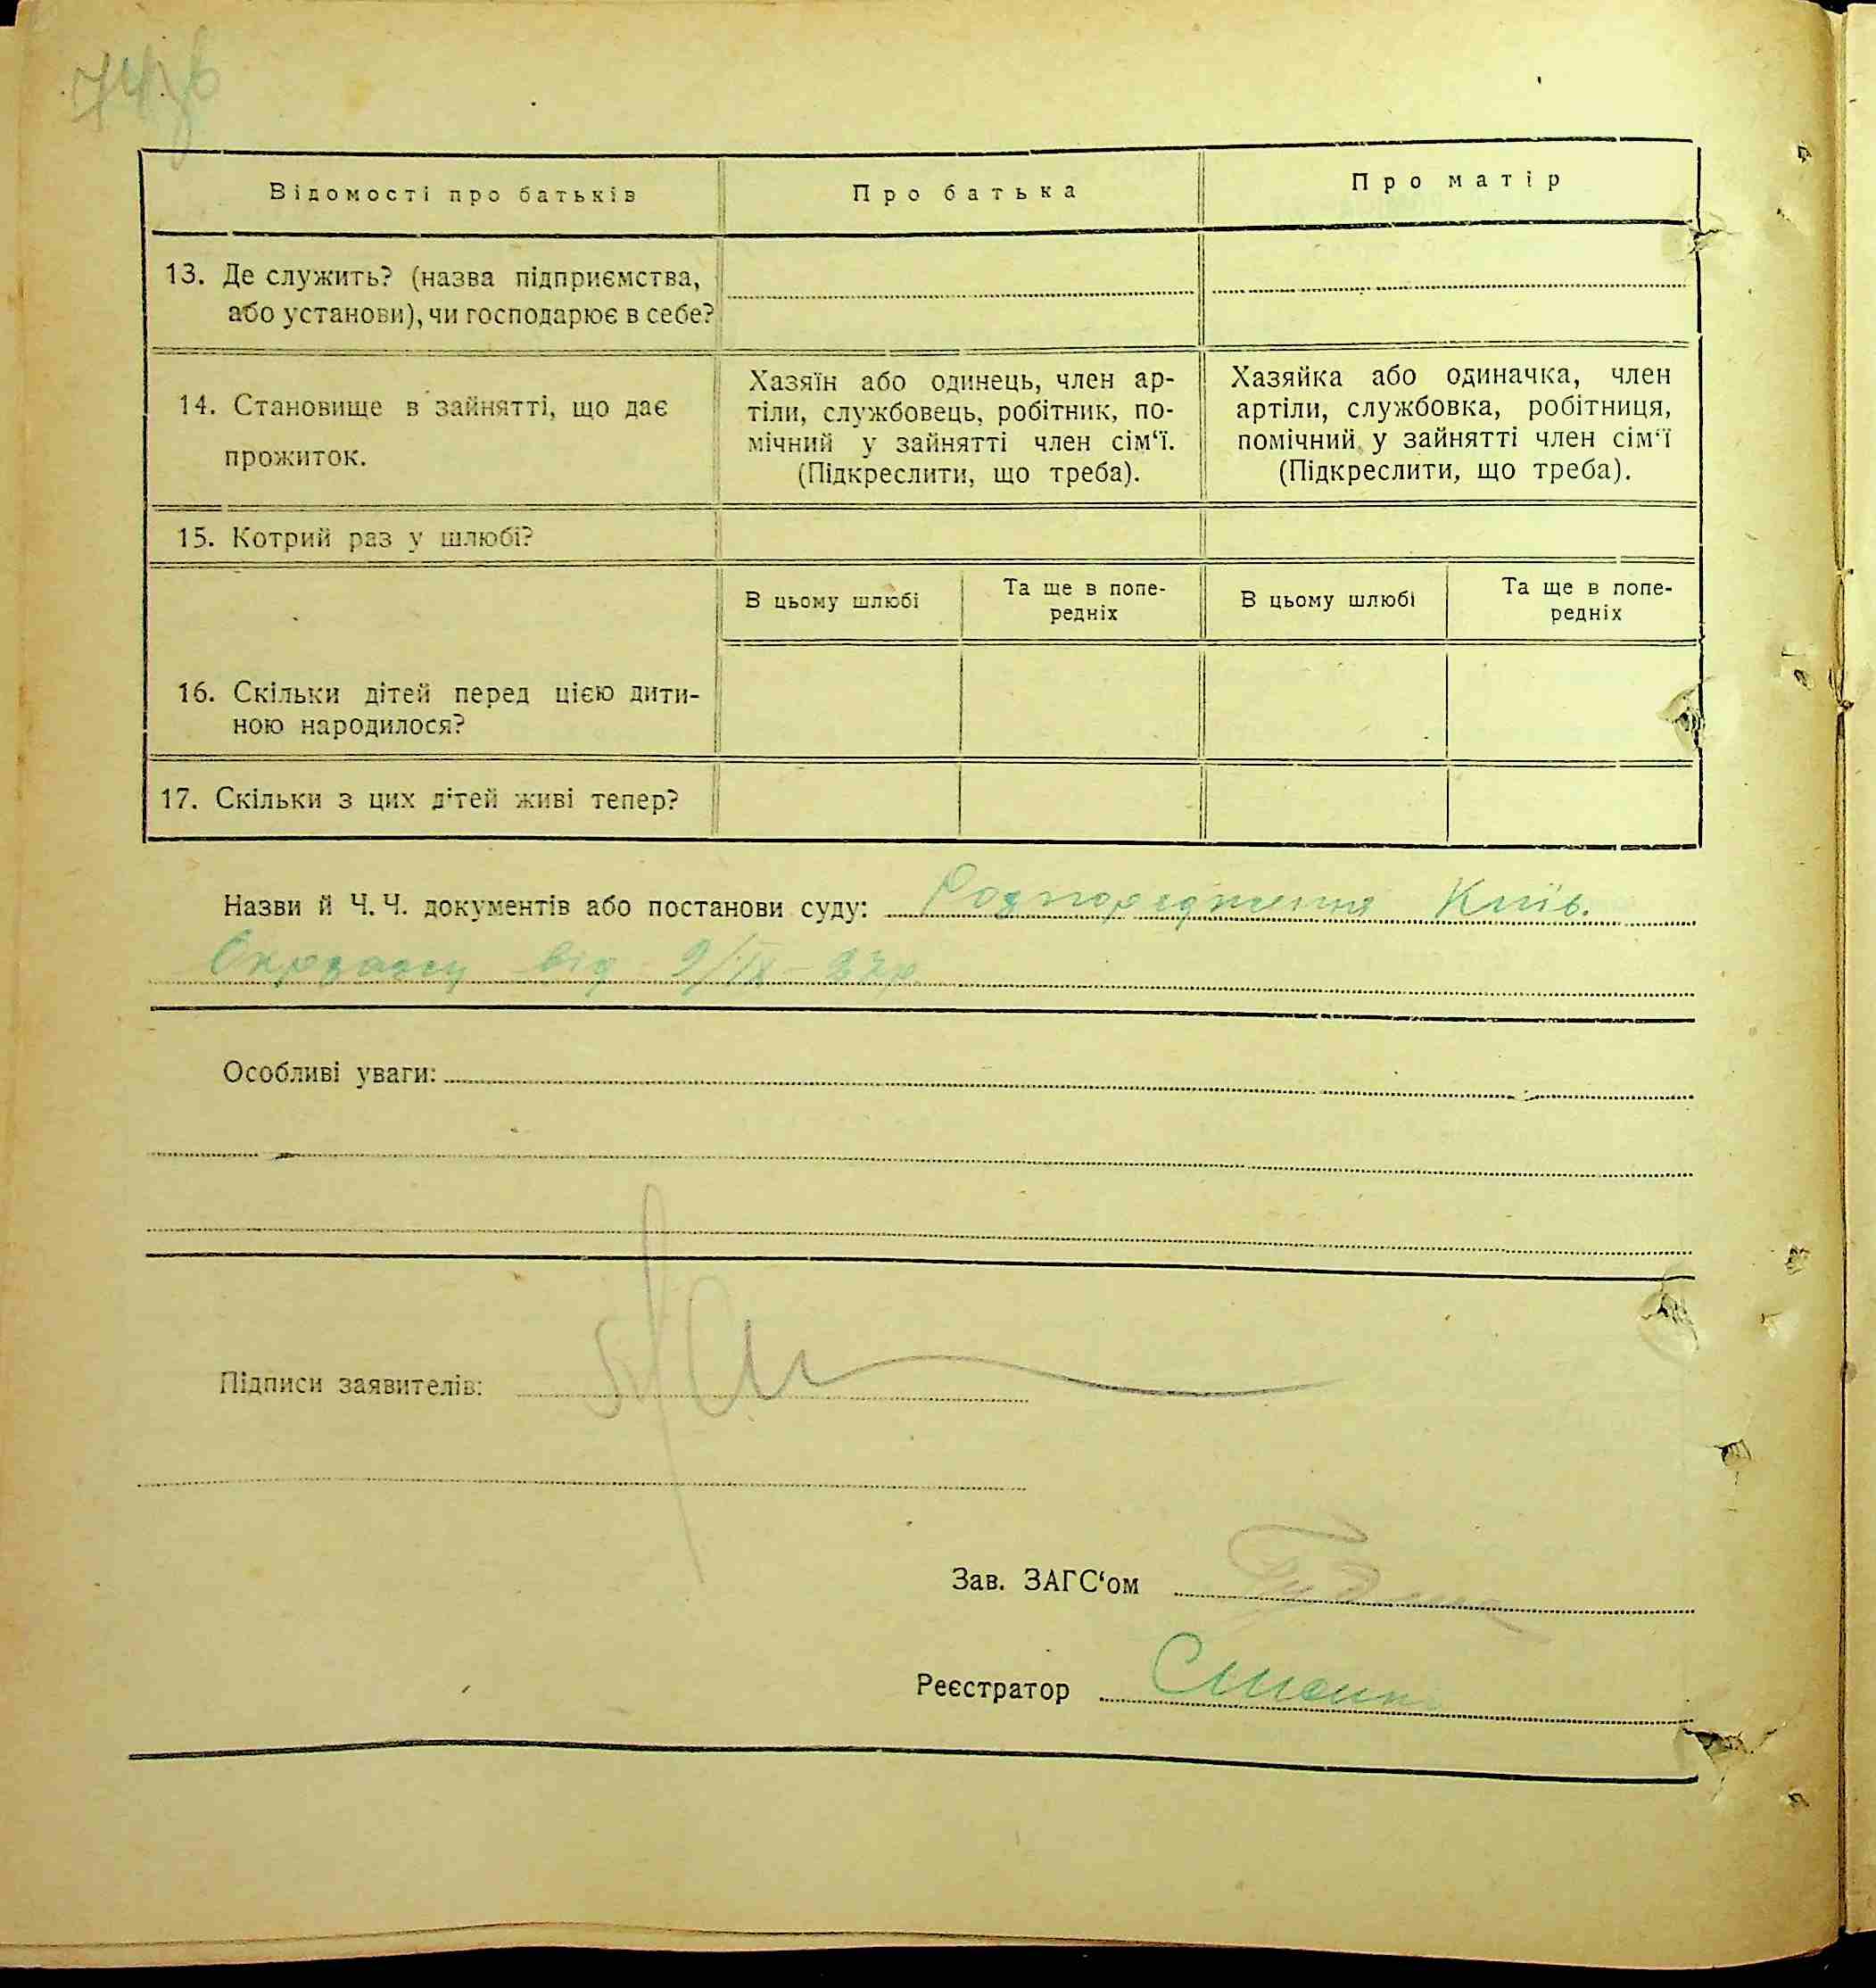 Відомості про батьків
Про батька
Про матір
13. Де служить? (назва підприємства,
або установи), чи господарює в себе?
14. Становище в зайнятті, що дає
прожиток.
Хазяїн або одинець, член ар-
тіли, службовець, робітник, по-
мічний у зайнятті член сім‘ї.
(Підкреслити, що треба).
Хазяйка або одиначка, член
артіли, службовка, робітниця,
помічний у зайнятті член сім‘ї
(Підкреслити, що треба).
15. Котрий раз у шлюбі?
В цьому шлюбі
Та ще в попе-
редніх
В цьому шлюбі
Та ще в попе-
редніх
16. Скільки дітей перед цією дити-
ною народилося?
17. Скільки з цих дітей живі тепер?
Назви й Ч. Ч. документів або постанови суду: Розпорядження Київ.
від 9/IX-27р
Особливі уваги:
Підписи заявителів:
Зав. ЗАГС‘ом
Реєстратор